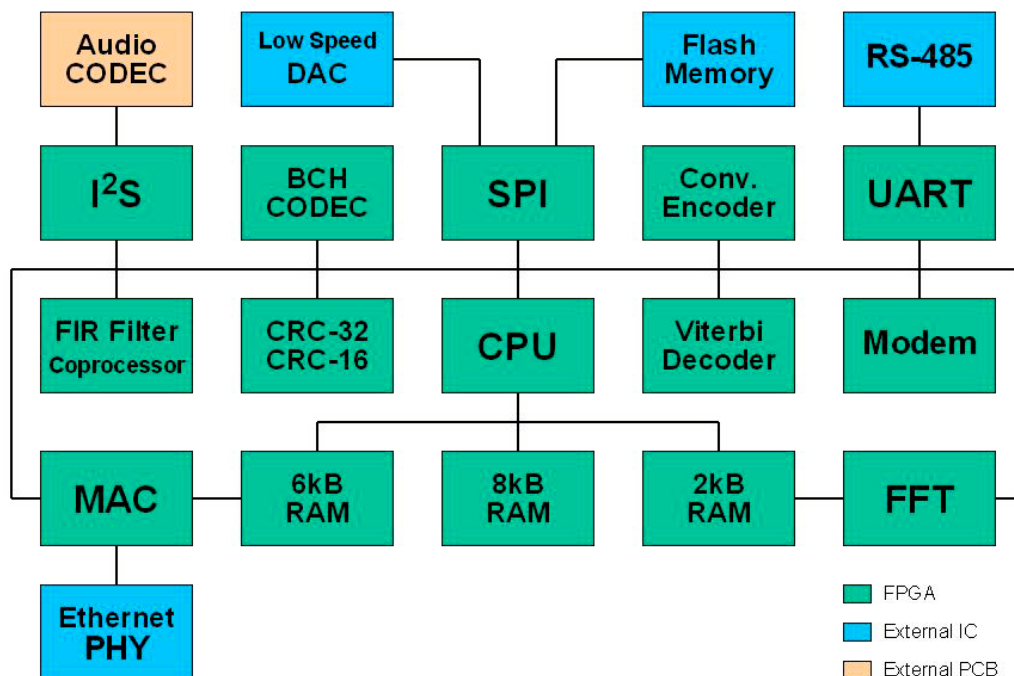 Audio
CODEC
Low Speed
DAC
Flash
Memory
RS-485
I²S
BCH
CODEC
SPI
Conv.
Encoder
UART
FIR Filter
Coprocessor
CRC-32
CRC-16
CPU
Viterbi
Decoder
Modem
MAC
6kB
RAM
8kB
RAM
2kB
RAM
FFT
Ethernet
PHY
FPGA
External IC
External PCB